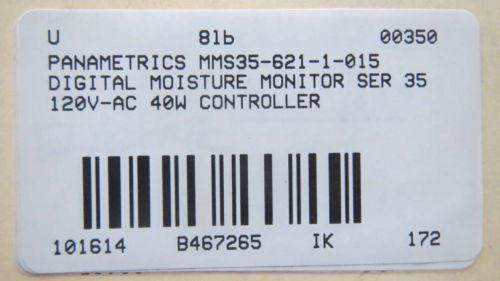 U 8lb 00350
PANAMETRICS MMS35-621-1-015
DIGITAL MOISTURE MONITOR SER 35
120V-AC 40W CONTROLLER
101614 B467265 IK 172